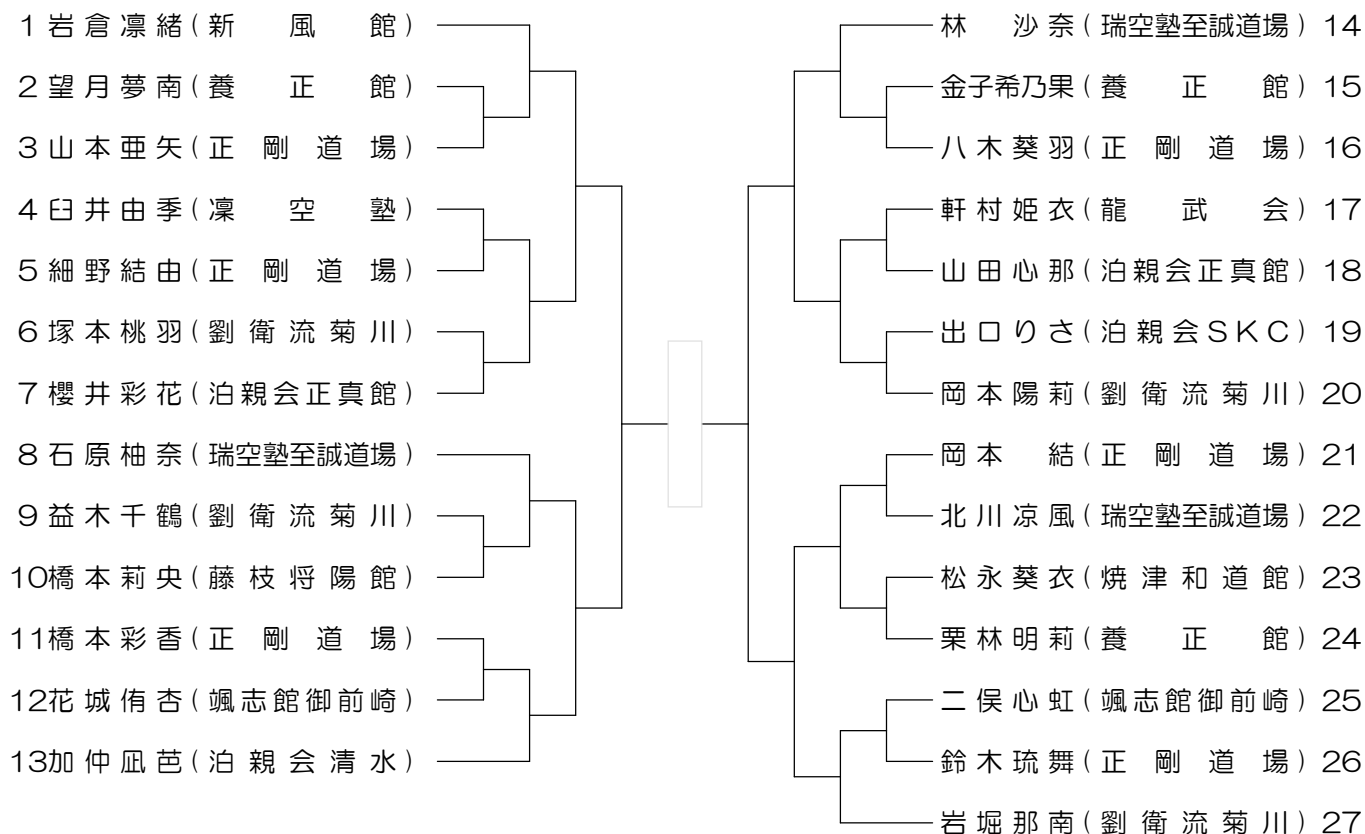 1 岩倉凛緒(新風館)
2 望月夢南(養正館)
3 山本亜矢(正剛道場)
4 臼井由季(凜空塾)
5 細野結由(正剛道場)
6 塚本桃羽(劉衛流菊川)
7 櫻井彩花(泊親会正真館)
8 石原柚奈(瑞空塾至誠道場)
9 益木千鶴(劉衛流菊川)
10橋本莉央(藤枝将陽館)
11橋本彩香(正剛道場)
12花城侑杏(颯志館御前崎)
13加仲凪芭(泊親会清水)
林 沙奈(瑞空塾至誠道場) 14
金子希乃果(養正館) 15
八木葵羽(正剛道場) 16
軒村姫衣(龍武会) 17
山田心那(泊親会正真館) 18
出口りさ(泊親会SKC) 19
岡本陽莉(劉衛流菊川) 20
岡本 結(正剛道場) 21
北川凉風(瑞空塾至誠道場) 22
松永葵衣(焼津和道館) 23
栗林明莉(養正館) 24
二俣心虹(颯志館御前崎) 25
鈴木琉舞(正剛道場) 26
岩堀那南(劉衛流菊川) 27